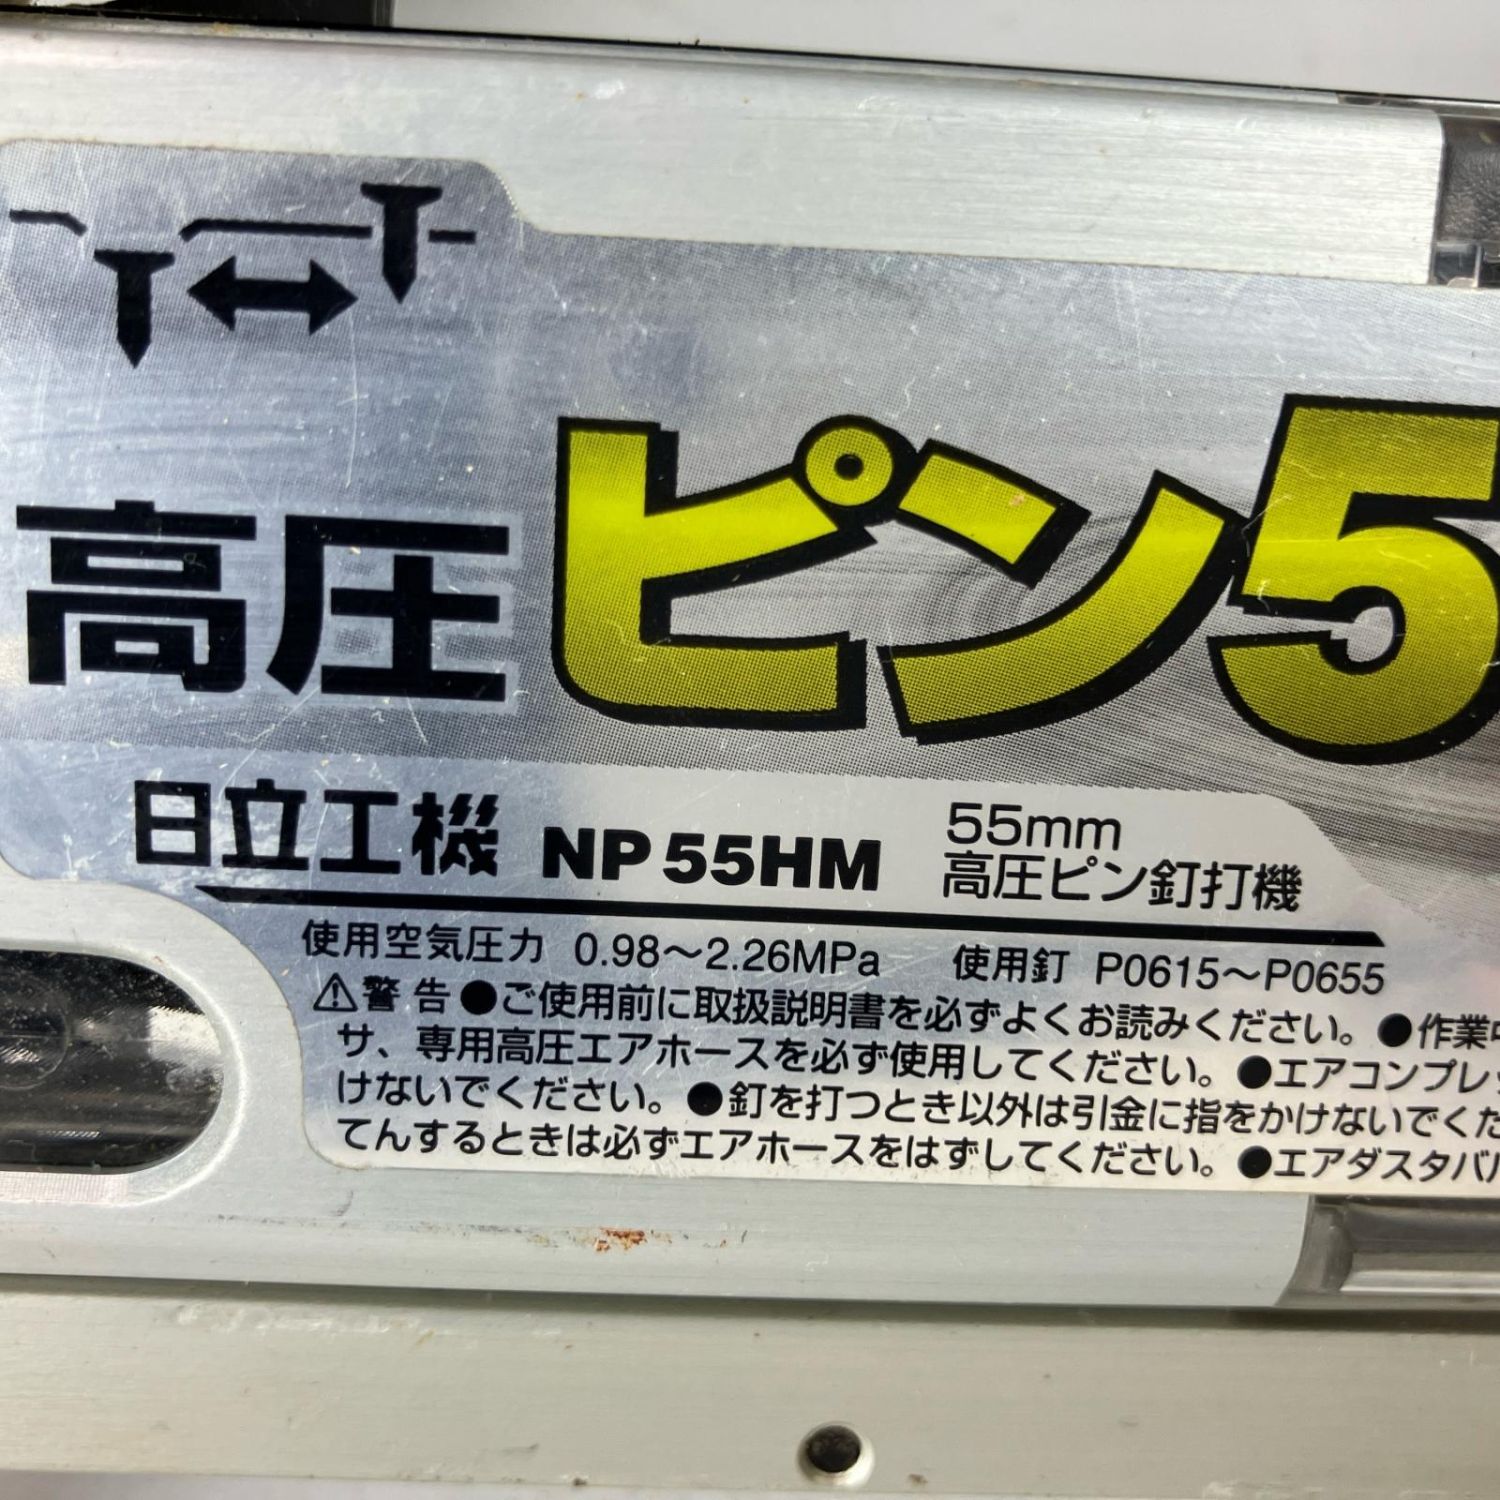 高圧 ピン5
日立工機 NP55HM 55mm
高圧ピン釘打機
使用空気圧力 0.98～2.26MPa 使用釘 P0615～P0655
⚠警告 ●ご使用前に取扱説明書を必ずよくお読みください。●作業中
サ、専用高圧エアホースを必ず使用してください。●エアコンプレッ
けないでください。●釘を打つとき以外は引金に指をかけないでくだ
てんするときは必ずエアホースをはずしてください。●エアダスタバル